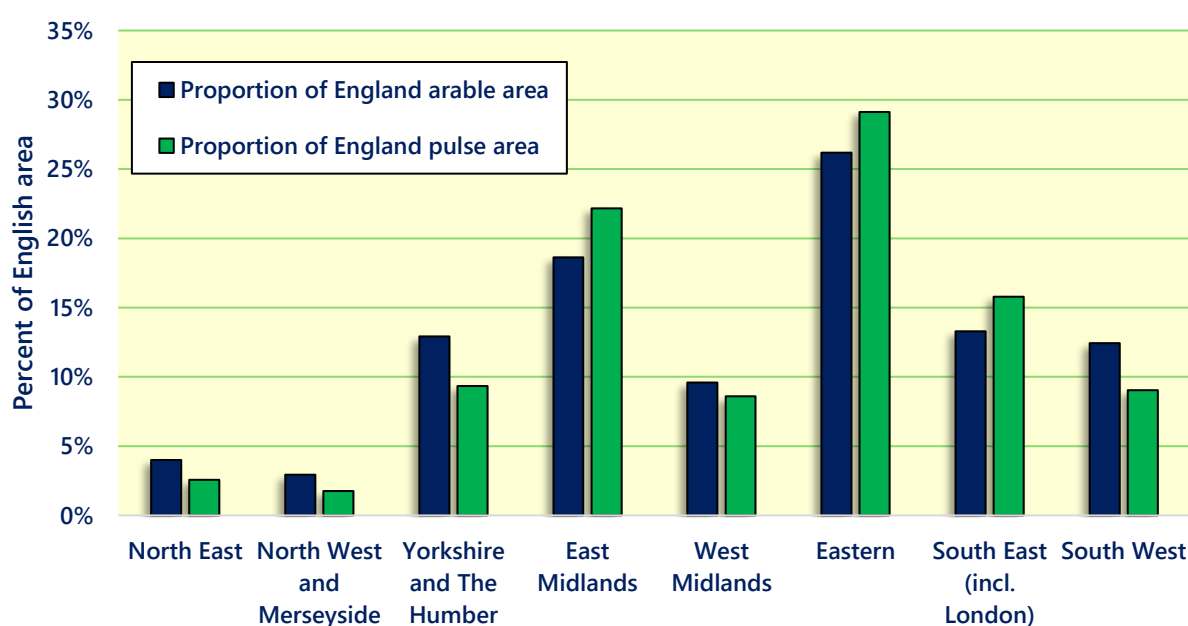 35%
30%
25%
20%
15%
10%
5%
0%
Percent of English area
Proportion of England arable area
Proportion of England pulse area
North East
North West
and
Merseyside
Yorkshire
and The
Humber
East
Midlands
West
Midlands
Eastern
South East
(incl.
London)
South West